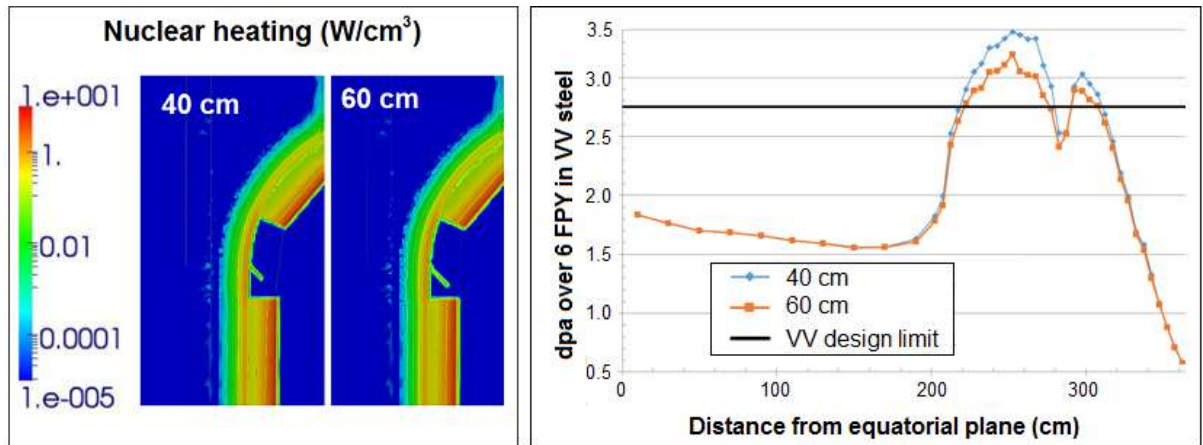 Nuclear heating (W/cm³)
40 cm
60 cm
1.e+001
1.
0.01
0.0001
1.e-005
3.5
3.0
2.5
2.0
1.5
1.0
0.5
0
100
200
300
dpa over 6 FPY in VV steel
40 cm
60 cm
VV design limit
Distance from equatorial plane (cm)